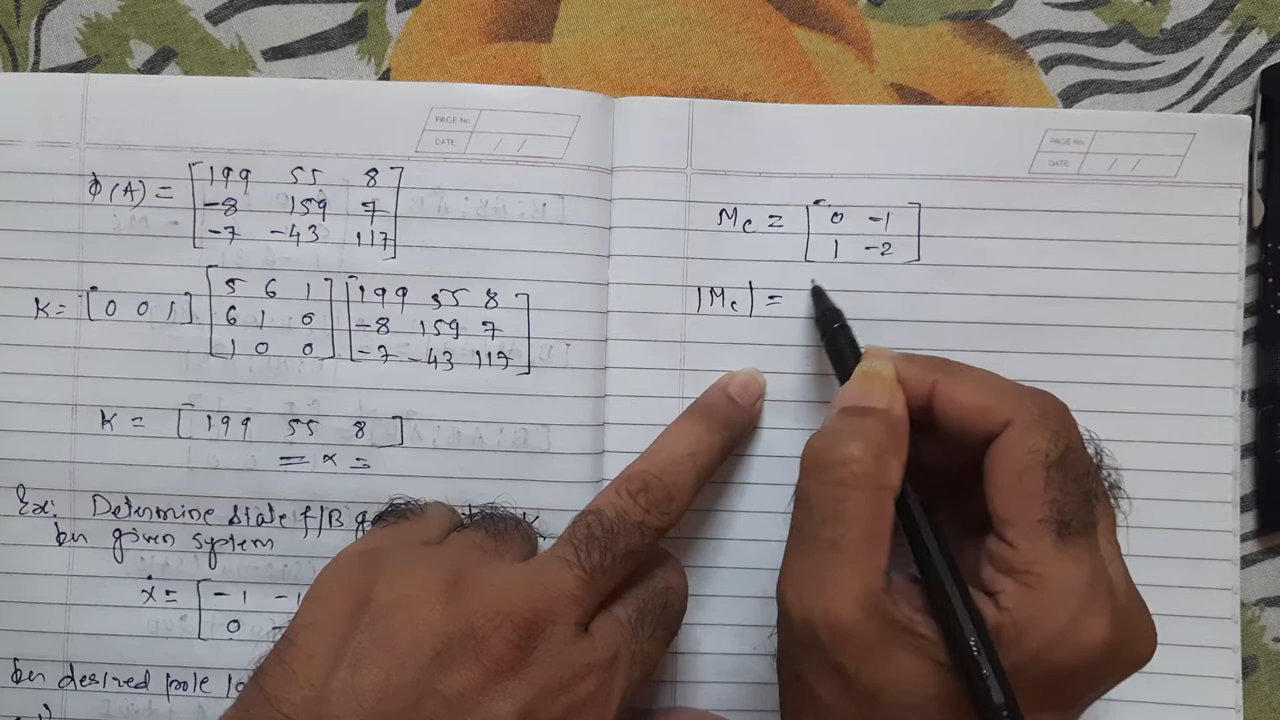 PAGE No.
DATE / /
ϕ(A) = [199 55 8
-8 159 7
-7 -43 117]
K = [0 0 1] [5 6 1
6 1 0
1 0 0] [199 55 8
-8 159 7
-7 -43 117]
K = [199 55 8]
= x =
Ex: Determine state f/B
for given system
ẋ = [-1 -1
0
for desired pole
PAGE No.
DATE / /
Mc = [0 -1
1 -2]
|Mc| =